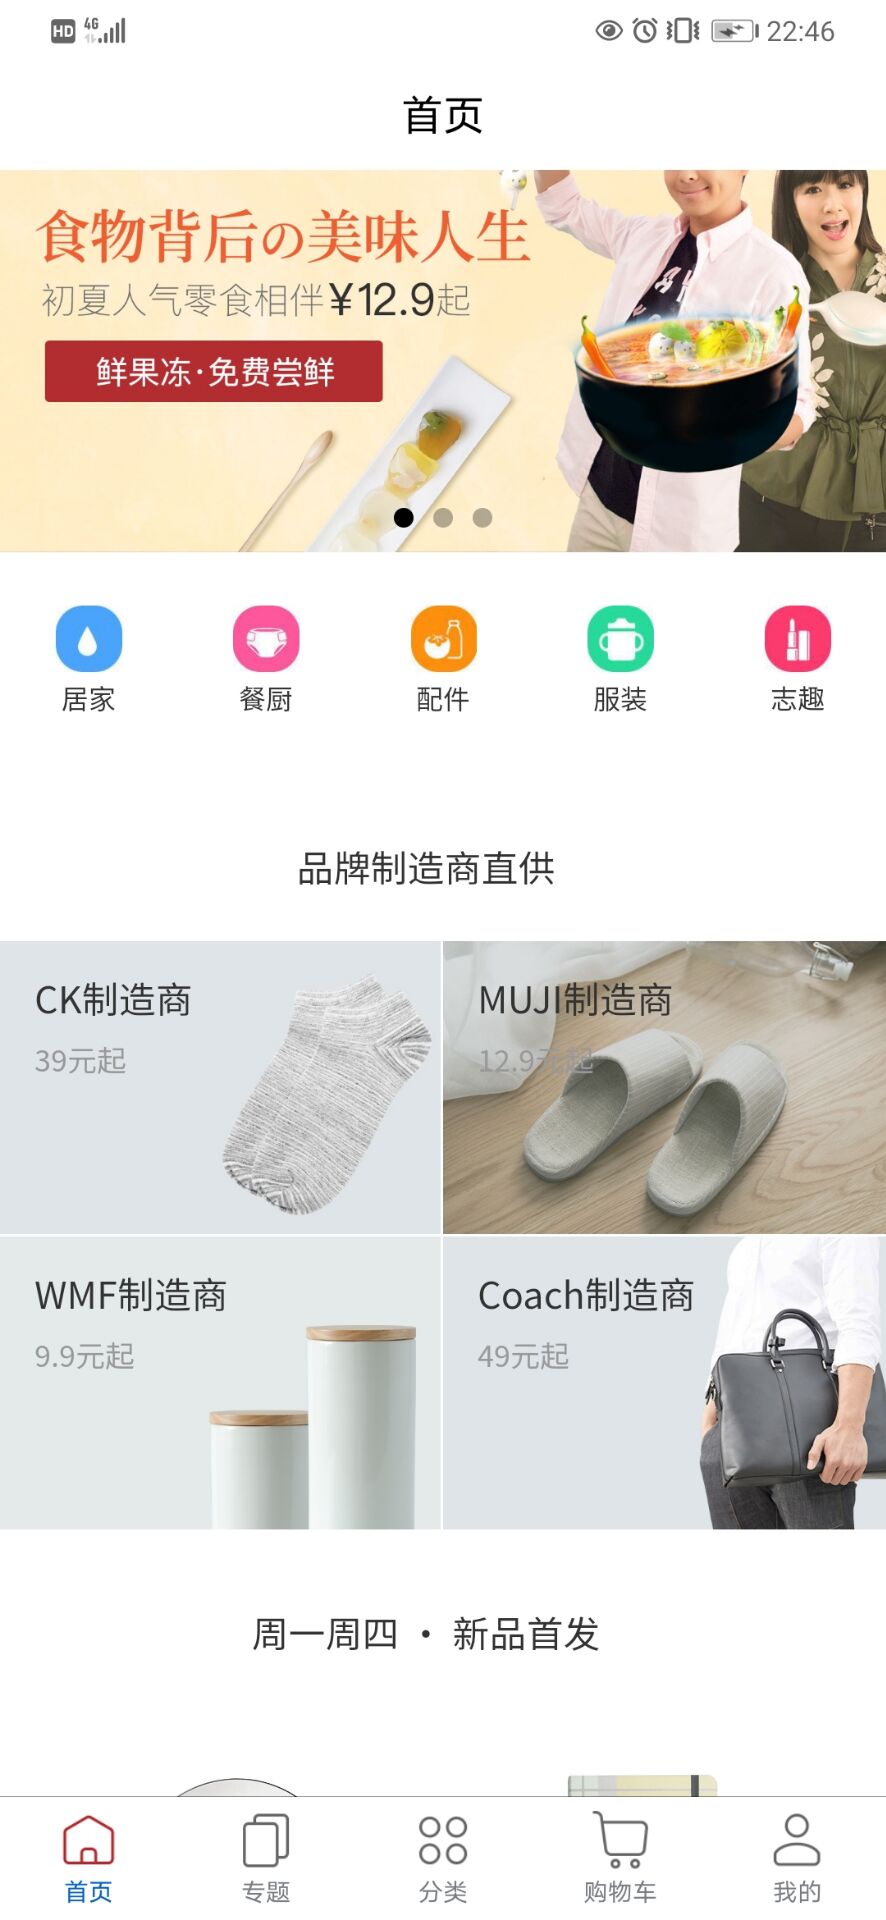 HD 4G 22:46
首页
食物背后の美味人生
初夏人气零食相伴¥12.9起
鲜果冻·免费尝鲜
居家 餐厨 配件 服装 志趣
品牌制造商直供
CK制造商
39元起
MUJI制造商
12.9元起
WMF制造商
9.9元起
Coach制造商
49元起
周一周四 · 新品首发
首页 专题 分类 购物车 我的